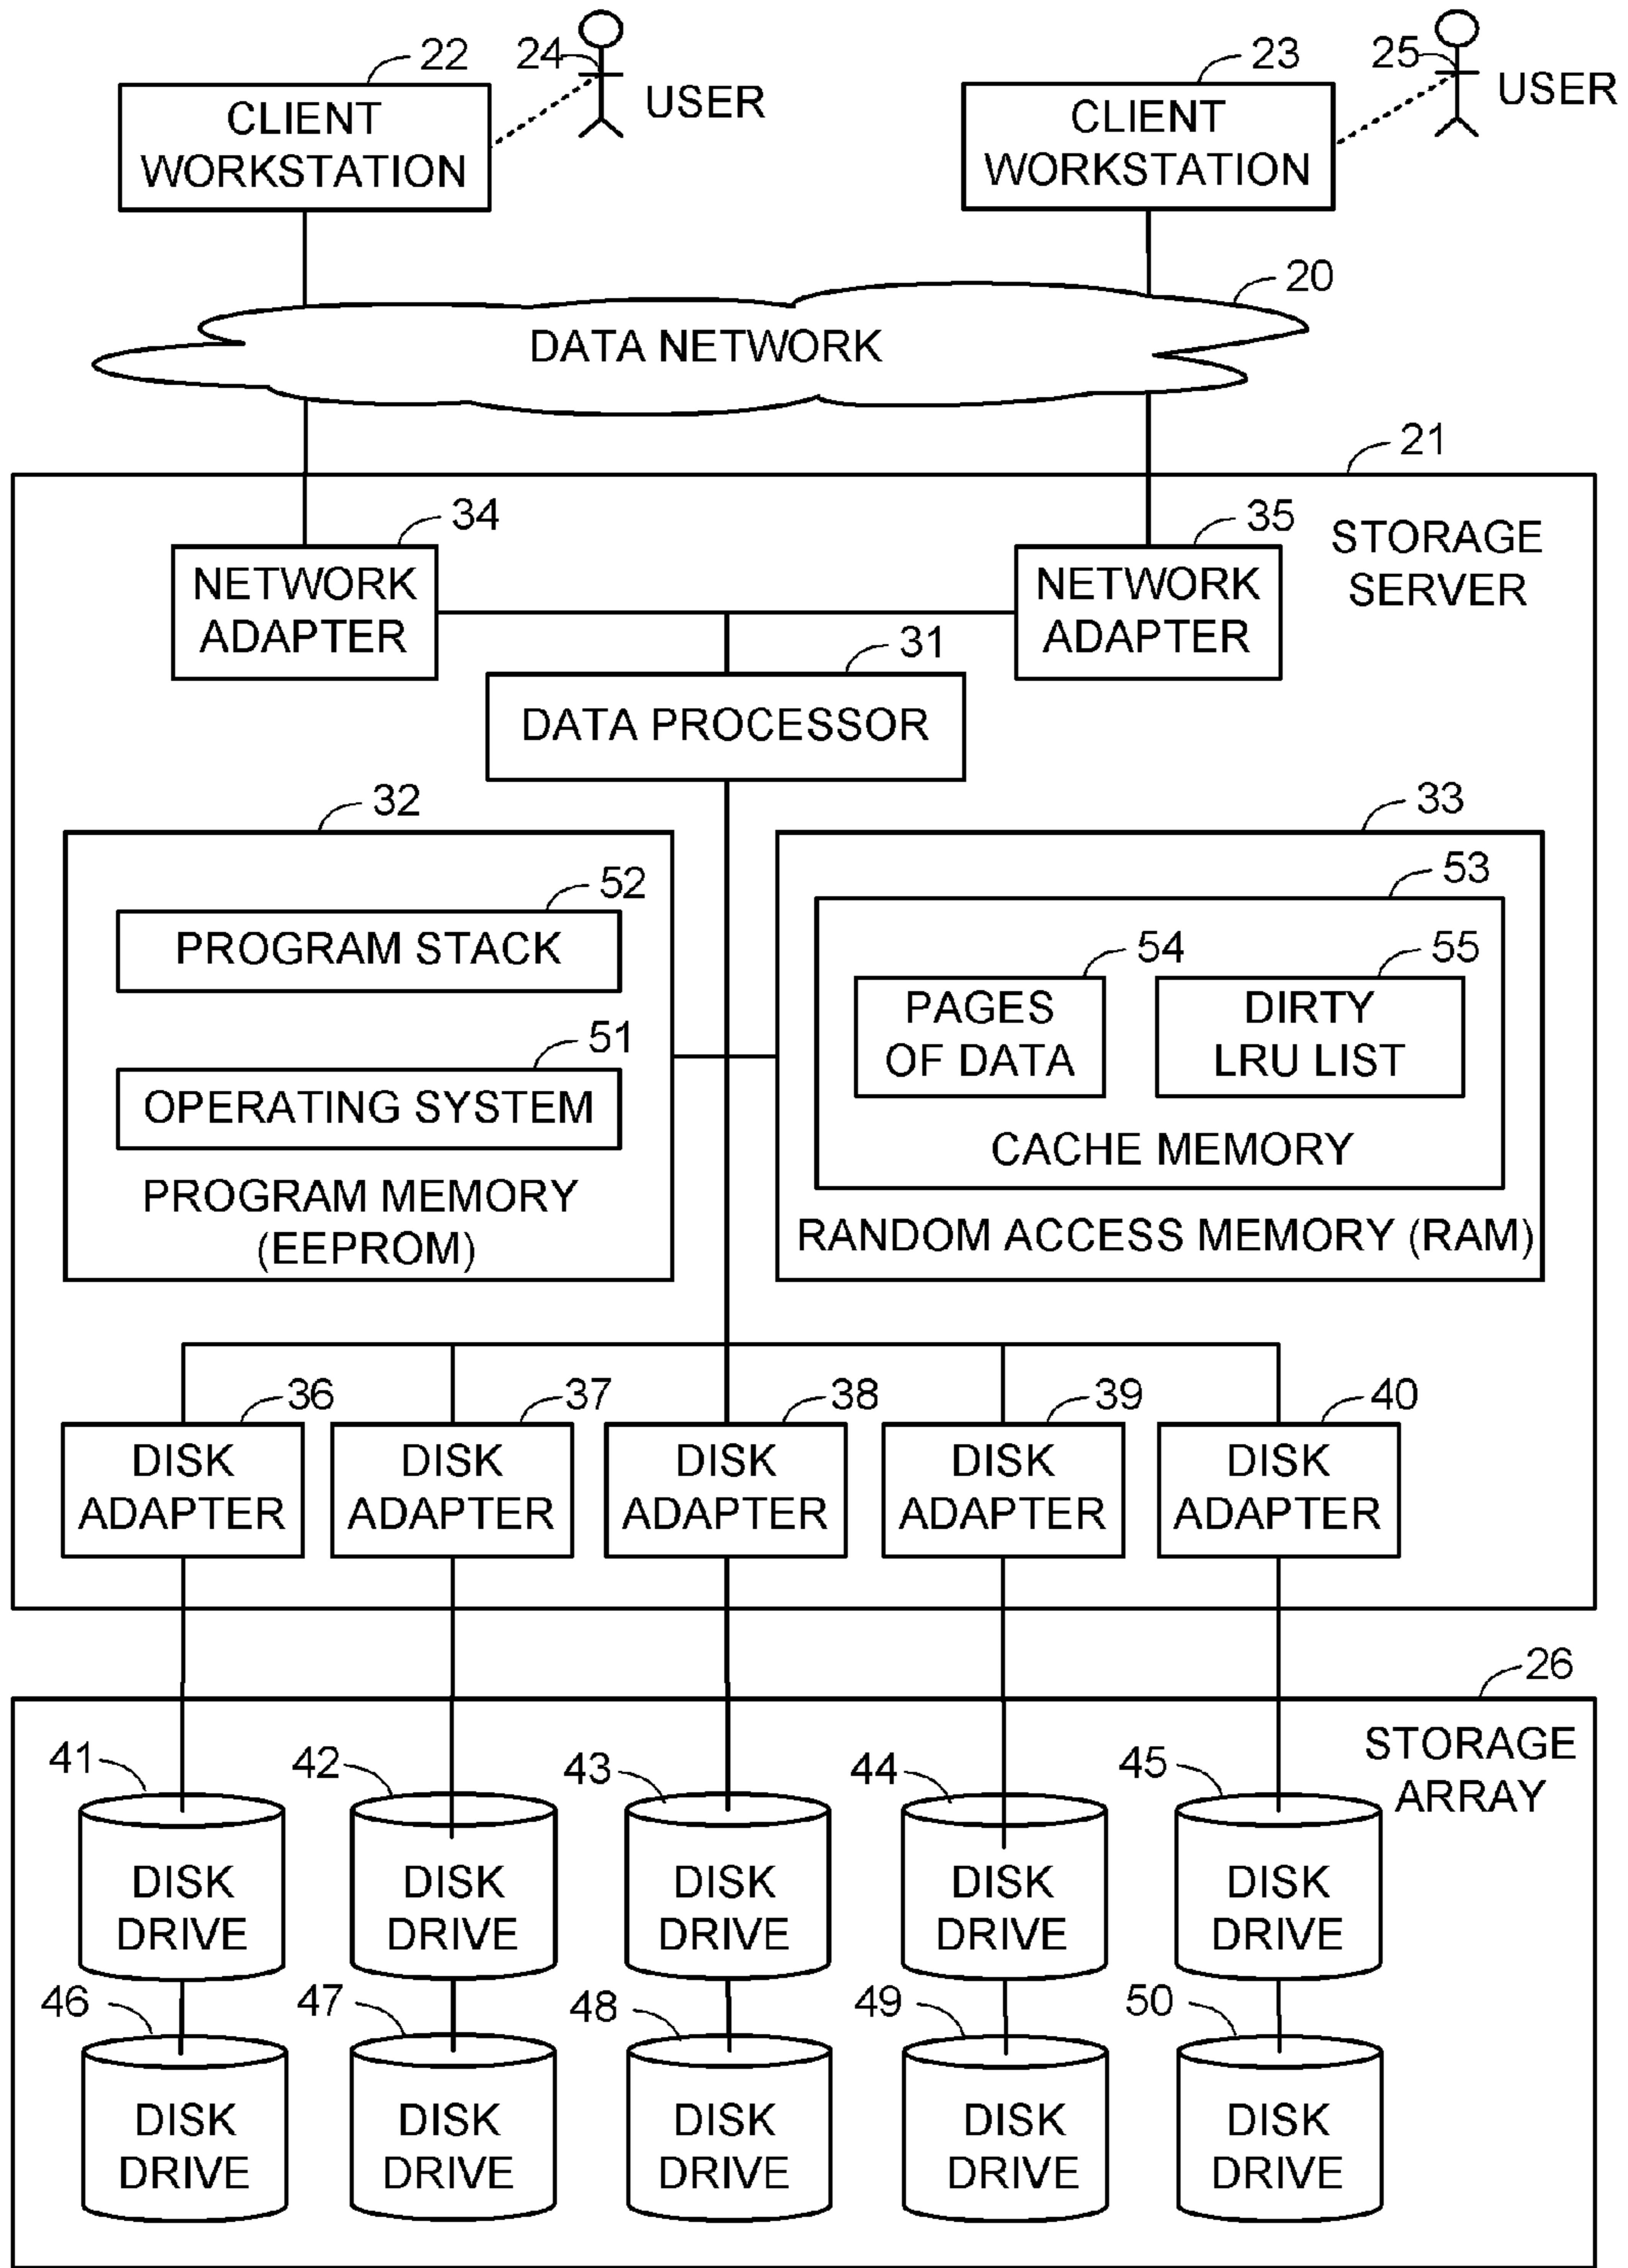 22
24
USER
23
25
USER
CLIENT
WORKSTATION
CLIENT
WORKSTATION
20
DATA NETWORK
21
STORAGE
SERVER
34
NETWORK
ADAPTER
35
NETWORK
ADAPTER
31
DATA PROCESSOR
32
52
PROGRAM STACK
51
OPERATING SYSTEM
PROGRAM MEMORY
(EEPROM)
33
53
54
PAGES
OF DATA
55
DIRTY
LRU LIST
CACHE MEMORY
RANDOM ACCESS MEMORY (RAM)
36
DISK
ADAPTER
37
DISK
ADAPTER
38
DISK
ADAPTER
39
DISK
ADAPTER
40
DISK
ADAPTER
26
STORAGE
ARRAY
41
DISK
DRIVE
42
DISK
DRIVE
43
DISK
DRIVE
44
DISK
DRIVE
45
DISK
DRIVE
46
DISK
DRIVE
47
DISK
DRIVE
48
DISK
DRIVE
49
DISK
DRIVE
50
DISK
DRIVE